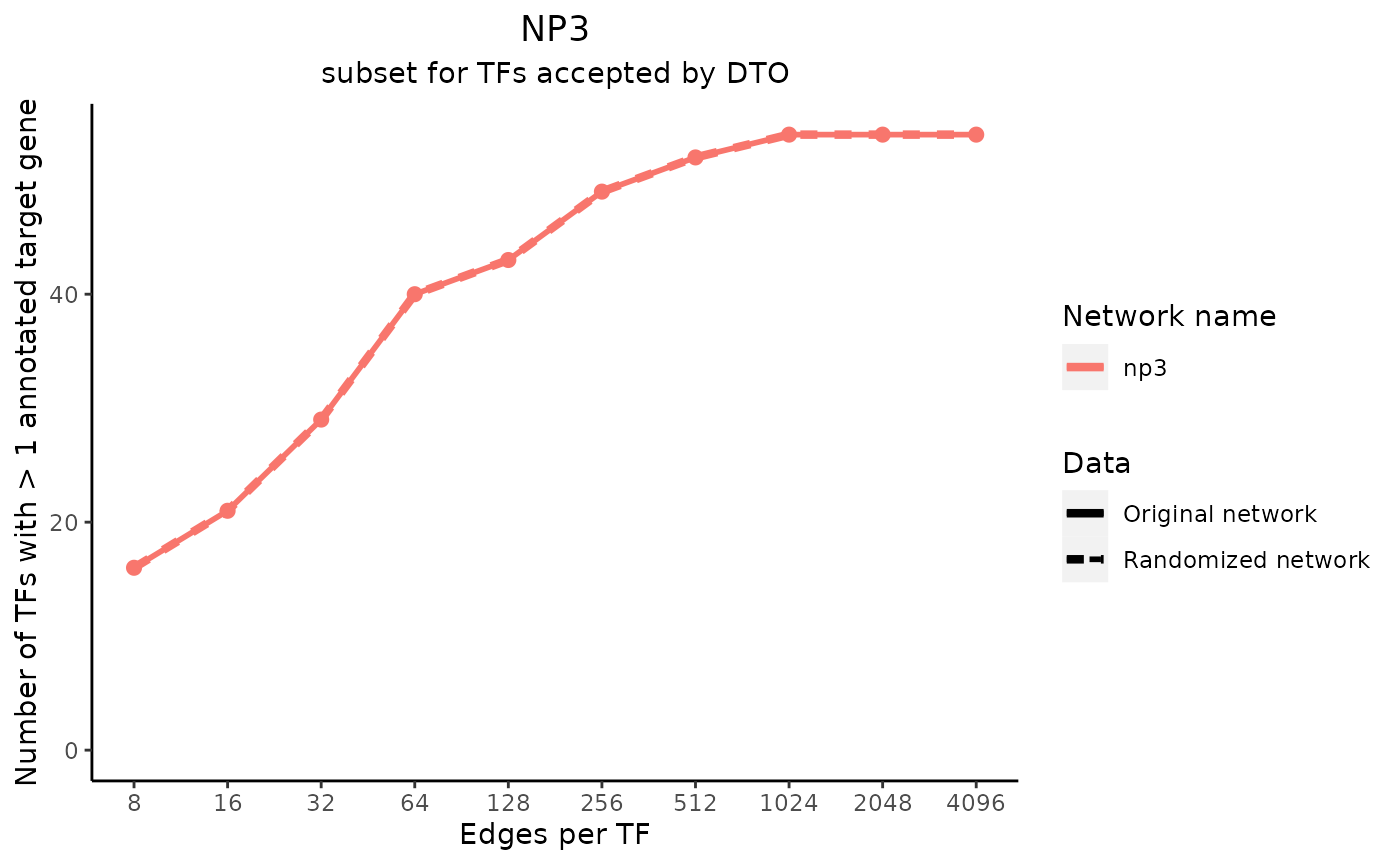 NP3
subset for TFs accepted by DTO
Number of TFs with > 1 annotated target gene
40
20
0
8 16 32 64 128 256 512 1024 2048 4096
Edges per TF
Network name
np3
Data
Original network
Randomized network